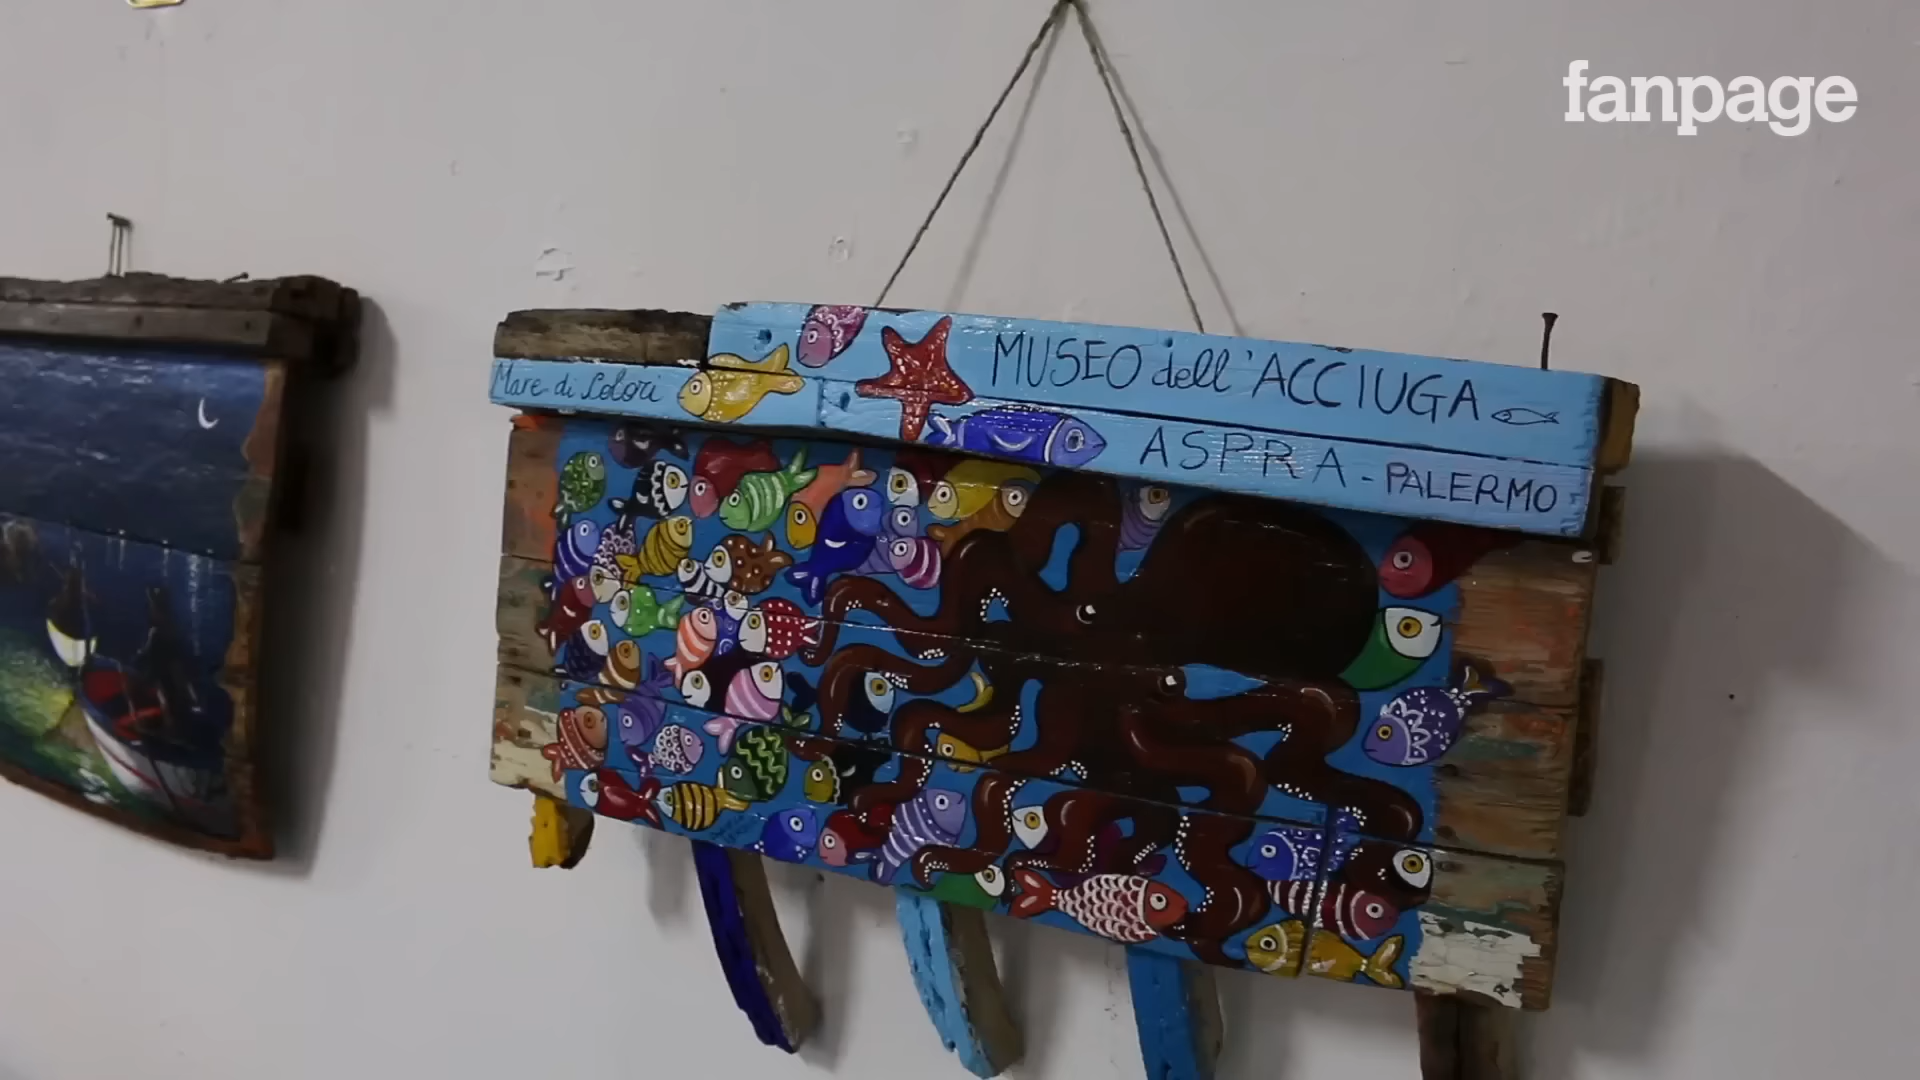 fanpage
MUSEO dell'ACCIUGA
Mare di Colori
ASPRA - PALERMO